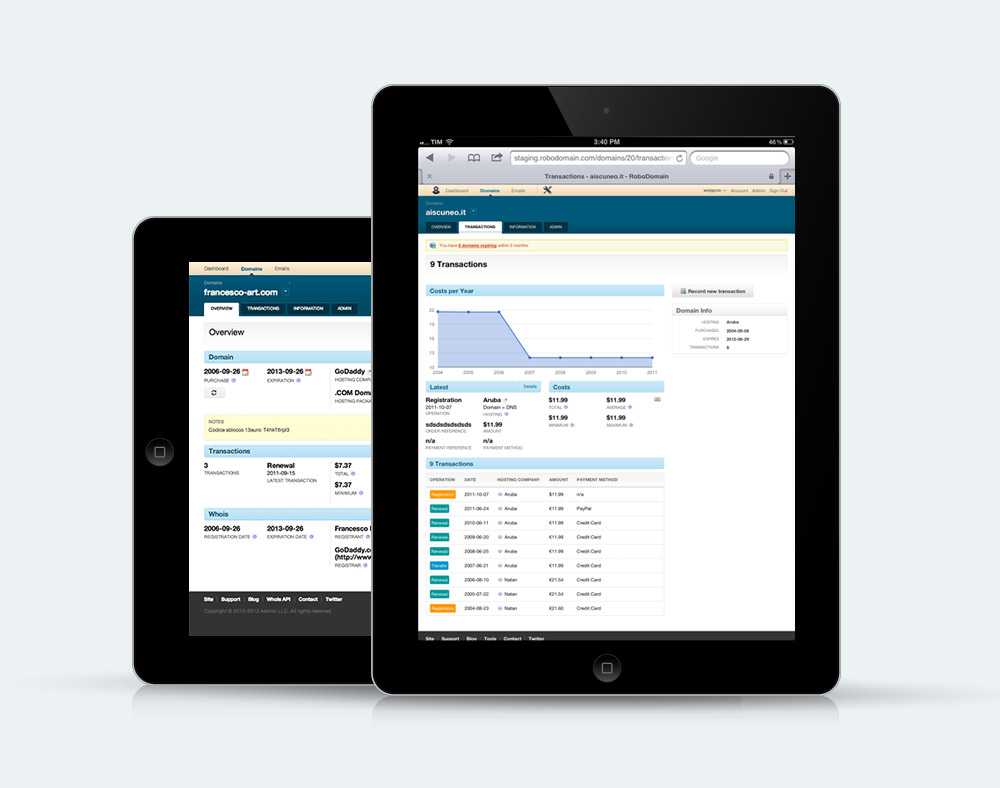 Dashboard Domains Emails
Domains
francesco-art.com
OVERVIEW TRANSACTIONS INFORMATION ADMIN
Overview
Domain
2006-09-26 2013-09-26 GoDaddy
PURCHASE EXPIRATION HOSTING COMP
.COM Doma
HOSTING PACKA
NOTES
Codice sblocco 13euro:
Transactions
3 Renewal $7.37
TRANSACTIONS 2011-09-15 TOTAL
LATEST TRANSACTION $7.37
MINIMUM
Whois
2006-09-26 2013-09-26 Francesco
REGISTRATION DATE EXPIRATION DATE REGISTRANT
GoDaddy.c
(http://www
REGISTRAR
Site Support Blog Whois API Contact Twitter
Copyright © 2010-2013 Aetrion LLC. All rights reserved.
TIM 3:40 PM 46%
staging.robodomain.com/domains/20/transaction Google
Transactions - aiscuneo.it - RoboDomain
Dashboard Domains Emails weppos Account Admin Sign Out
Domains
aiscuneo.it
OVERVIEW TRANSACTIONS INFORMATION ADMIN
You have 6 domains expiring within 2 months.
9 Transactions
Costs per Year
Record new transaction
22
19
16
13
10
2004 2005 2006 2007 2008 2009 2010 2011
Domain Info
HOSTING Aruba
PURCHASED 2004-08-08
EXPIRES 2012-08-29
TRANSACTIONS 9
Latest Details
Registration Aruba
2011-10-07 Domain + DNS
OPERATION HOSTING
sdsdsdsdsdsds $11.99
ORDER REFERENCE AMOUNT
n/a n/a
PAYMENT REFERENCE PAYMENT METHOD
Costs
$11.99 $11.99
TOTAL AVERAGE
$11.99 $11.99
MINIMUM MAXIMUM
9 Transactions
OPERATION DATE HOSTING COMPANY AMOUNT PAYMENT METHOD
Registration 2011-10-07 Aruba $11.99 n/a
Renewal 2011-06-24 Aruba €11.99 PayPal
Renewal 2010-06-11 Aruba €11.99 Credit Card
Renewal 2009-06-20 Aruba €11.99 Credit Card
Renewal 2008-06-25 Aruba €11.99 Credit Card
Transfer 2007-06-21 Aruba €11.99 Credit Card
Renewal 2006-08-10 Natan €21.54 Credit Card
Renewal 2005-07-22 Natan €21.54 Credit Card
Registration 2004-08-23 Natan €21.60 Credit Card
Site Support Blog Tools Contact Twitter